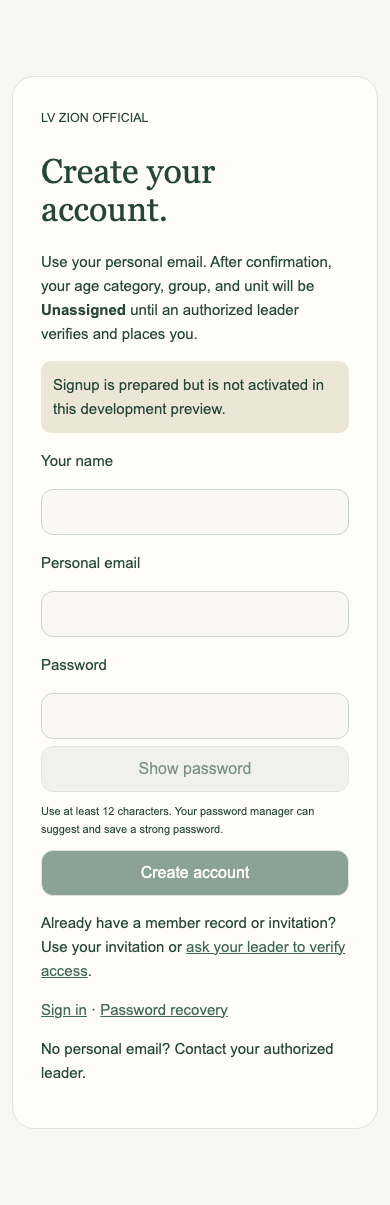 LV ZION OFFICIAL
Create your
account.
Use your personal email. After confirmation,
your age category, group, and unit will be
Unassigned until an authorized leader
verifies and places you.
Signup is prepared but is not activated in
this development preview.
Your name
Personal email
Password
Show password
Use at least 12 characters. Your password manager can
suggest and save a strong password.
Create account
Already have a member record or invitation?
Use your invitation or ask your leader to verify
access.
Sign in · Password recovery
No personal email? Contact your authorized
leader.